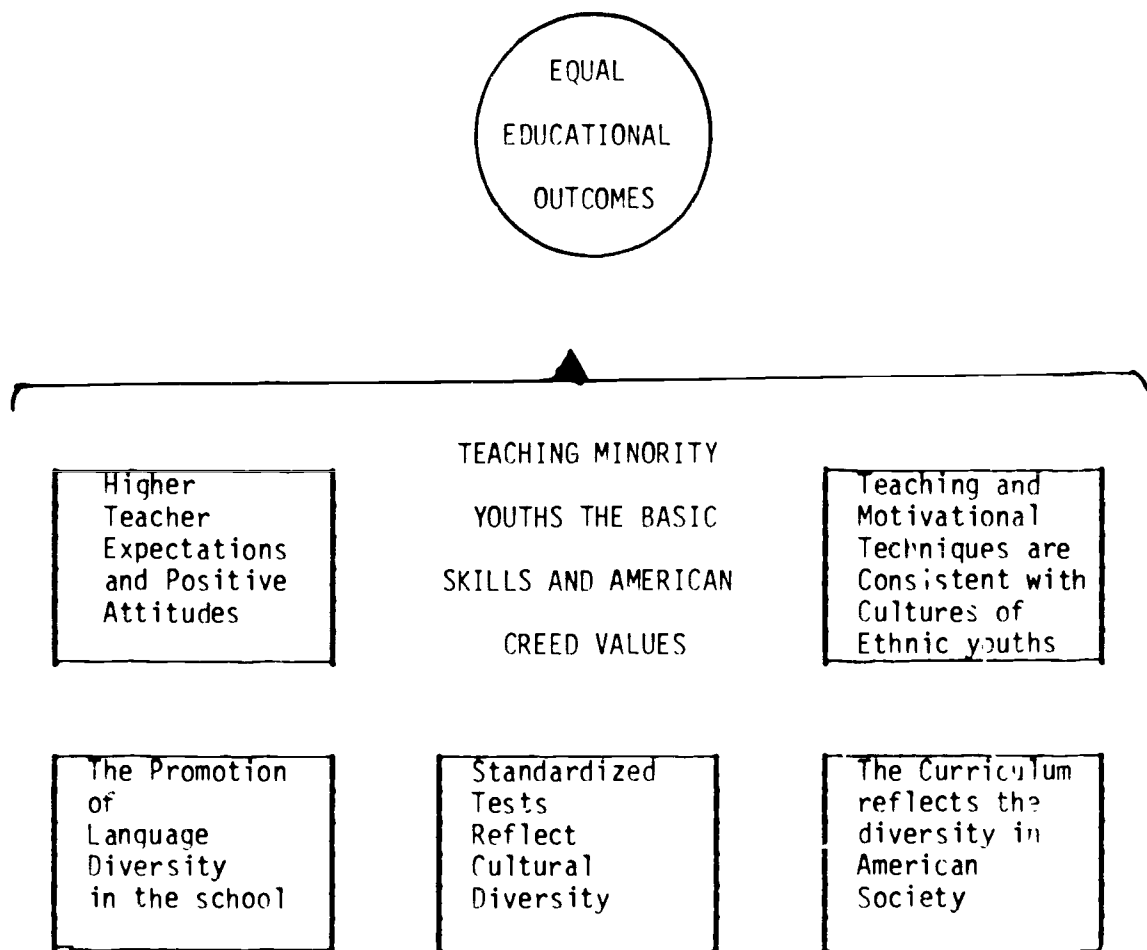 EQUAL
EDUCATIONAL
OUTCOMES
TEACHING MINORITY
YOUTHS THE BASIC
SKILLS AND AMERICAN
CREED VALUES
Higher
Teacher
Expectations
and Positive
Attitudes
Teaching and
Motivational
Techniques are
Consistent with
Cultures of
Ethnic youths
The Promotion
of
Language
Diversity
in the school
Standardized
Tests
Reflect
Cultural
Diversity
The Curriculum
reflects the
diversity in
American
Society